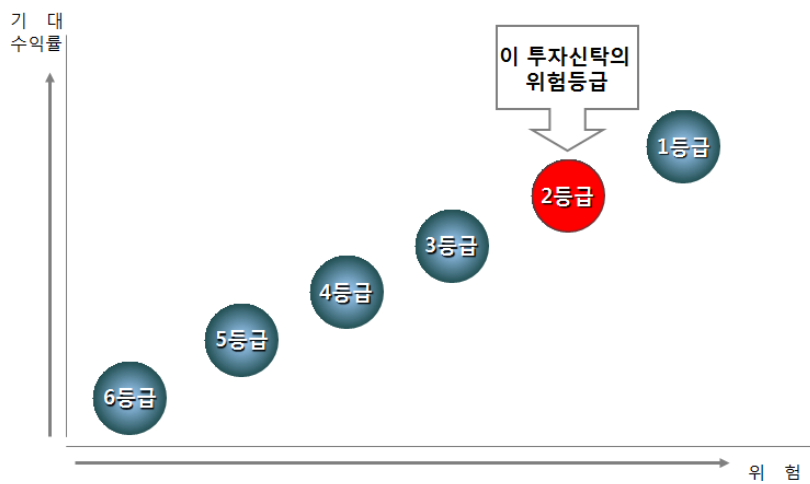 기 대
수익률
이 투자신탁의
위험등급
1등급
2등급
3등급
4등급
5등급
6등급
위 험